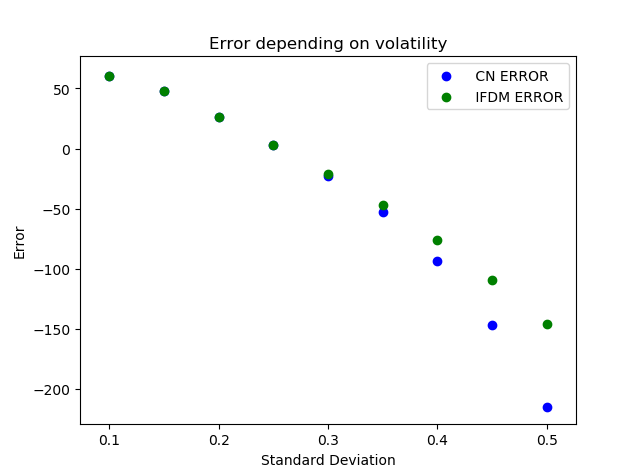 Error depending on volatility
CN ERROR
IFDM ERROR
50
0
−50
−100
−150
−200
Error
0.1
0.2
0.3
0.4
0.5
Standard Deviation